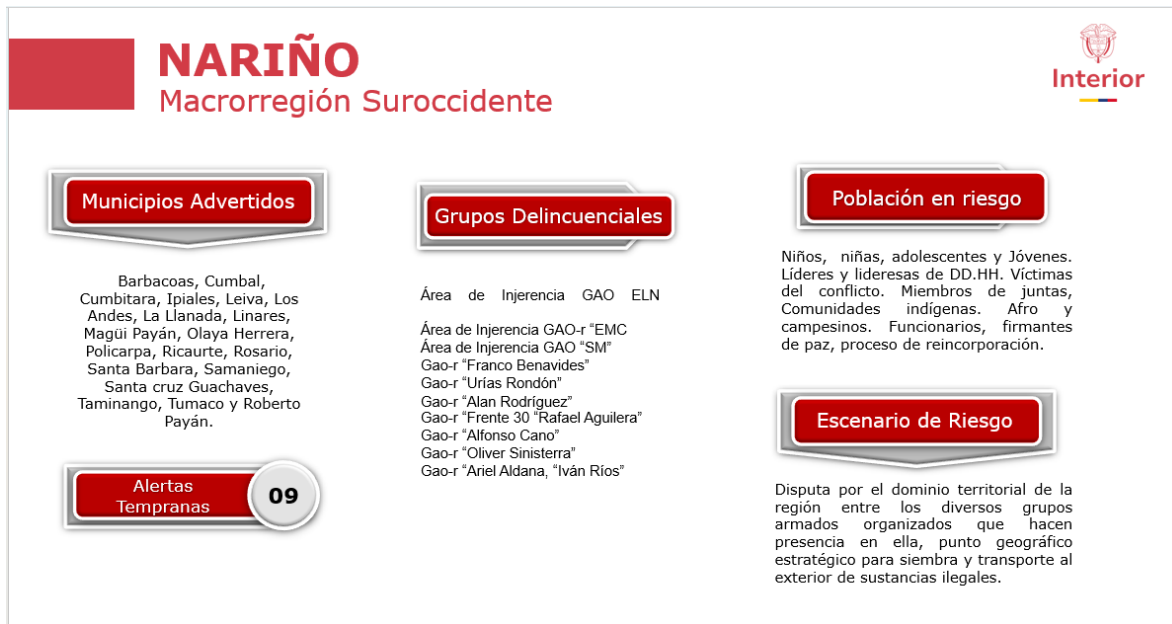 NARIÑO
Macrorregión Suroccidente
Interior
Municipios Advertidos
Barbacoas, Cumbal,
Cumbitara, Ipiales, Leiva, Los
Andes, La Llanada, Linares,
Magüi Payán, Olaya Herrera,
Policarpa, Ricaurte, Rosario,
Santa Barbara, Samaniego,
Santa cruz Guachaves,
Taminango, Tumaco y Roberto
Payán.
Alertas
Tempranas
09
Grupos Delincuenciales
Área de Injerencia GAO ELN
Área de Injerencia GAO-r “EMC
Área de Injerencia GAO “SM”
Gao-r “Franco Benavides”
Gao-r “Urías Rondón”
Gao-r “Alan Rodríguez”
Gao-r “Frente 30 “Rafael Aguilera”
Gao-r “Alfonso Cano”
Gao-r “Oliver Sinisterra”
Gao-r “Ariel Aldana, “Iván Ríos”
Población en riesgo
Niños, niñas, adolescentes y Jóvenes.
Líderes y lideresas de DD.HH. Víctimas
del conflicto. Miembros de juntas,
Comunidades indígenas. Afro y
campesinos. Funcionarios, firmantes
de paz, proceso de reincorporación.
Escenario de Riesgo
Disputa por el dominio territorial de la
región entre los diversos grupos
armados organizados que hacen
presencia en ella, punto geográfico
estratégico para siembra y transporte al
exterior de sustancias ilegales.